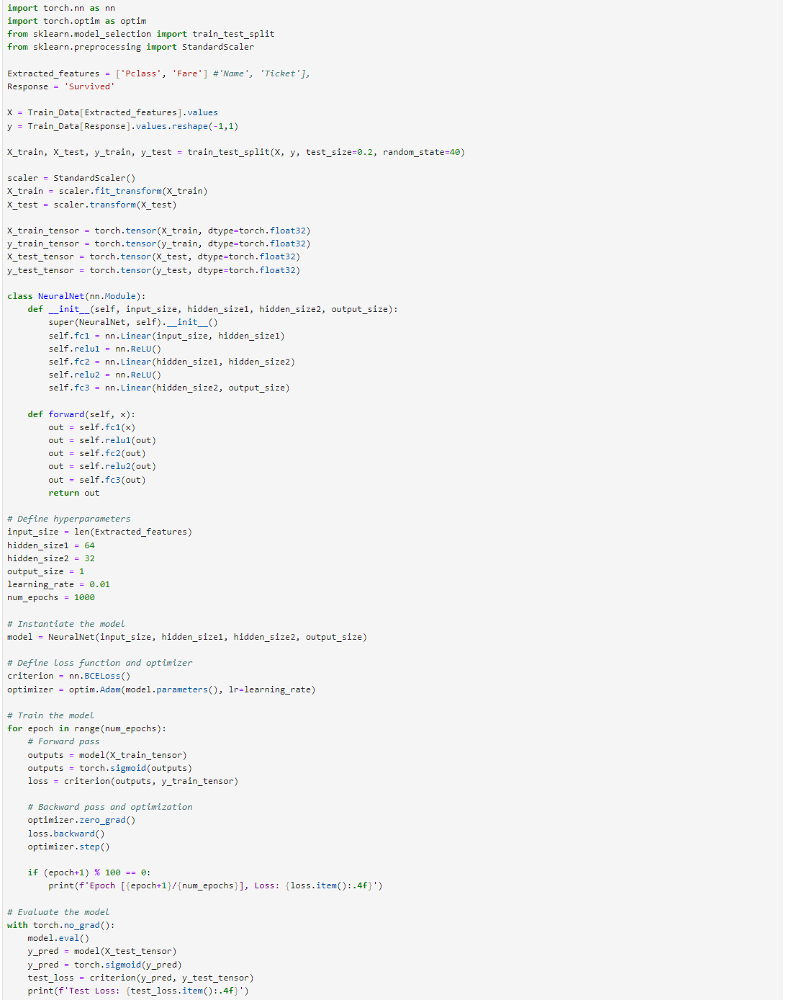 import torch.nn as nn
import torch.optim as optim
from sklearn.model_selection import train_test_split
from sklearn.preprocessing import StandardScaler

Extracted_features = ['Pclass', 'Fare'] #'Name', 'Ticket'],
Response = 'Survived'

X = Train_Data[Extracted_features].values
y = Train_Data[Response].values.reshape(-1,1)

X_train, X_test, y_train, y_test = train_test_split(X, y, test_size=0.2, random_state=40)

scaler = StandardScaler()
X_train = scaler.fit_transform(X_train)
X_test = scaler.transform(X_test)

X_train_tensor = torch.tensor(X_train, dtype=torch.float32)
y_train_tensor = torch.tensor(y_train, dtype=torch.float32)
X_test_tensor = torch.tensor(X_test, dtype=torch.float32)
y_test_tensor = torch.tensor(y_test, dtype=torch.float32)

class NeuralNet(nn.Module):
    def __init__(self, input_size, hidden_size1, hidden_size2, output_size):
        super(NeuralNet, self).__init__()
        self.fc1 = nn.Linear(input_size, hidden_size1)
        self.relu1 = nn.ReLU()
        self.fc2 = nn.Linear(hidden_size1, hidden_size2)
        self.relu2 = nn.ReLU()
        self.fc3 = nn.Linear(hidden_size2, output_size)

    def forward(self, x):
        out = self.fc1(x)
        out = self.relu1(out)
        out = self.fc2(out)
        out = self.relu2(out)
        out = self.fc3(out)
        return out

# Define hyperparameters
input_size = len(Extracted_features)
hidden_size1 = 64
hidden_size2 = 32
output_size = 1
learning_rate = 0.01
num_epochs = 1000

# Instantiate the model
model = NeuralNet(input_size, hidden_size1, hidden_size2, output_size)

# Define loss function and optimizer
criterion = nn.BCELoss()
optimizer = optim.Adam(model.parameters(), lr=learning_rate)

# Train the model
for epoch in range(num_epochs):
    # Forward pass
    outputs = model(X_train_tensor)
    outputs = torch.sigmoid(outputs)
    loss = criterion(outputs, y_train_tensor)

    # Backward pass and optimization
    optimizer.zero_grad()
    loss.backward()
    optimizer.step()

    if (epoch+1) % 100 == 0:
        print(f'Epoch [{epoch+1}/{num_epochs}], Loss: {loss.item():.4f}')

# Evaluate the model
with torch.no_grad():
    model.eval()
    y_pred = model(X_test_tensor)
    y_pred = torch.sigmoid(y_pred)
    test_loss = criterion(y_pred, y_test_tensor)
    print(f'Test Loss: {test_loss.item():.4f}')